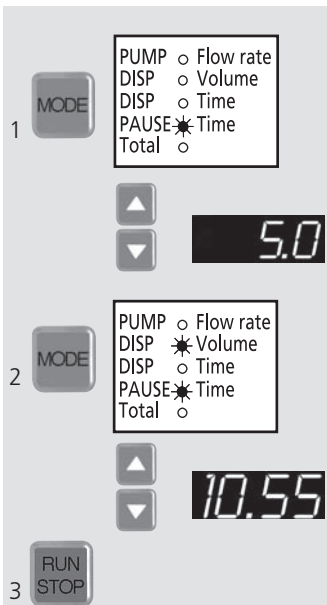 PUMP Flow rate
DISP Volume
DISP Time
PAUSE Time
Total
1 MODE
5.0
PUMP Flow rate
DISP Volume
DISP Time
PAUSE Time
Total
2 MODE
10.55
3 RUN
STOP